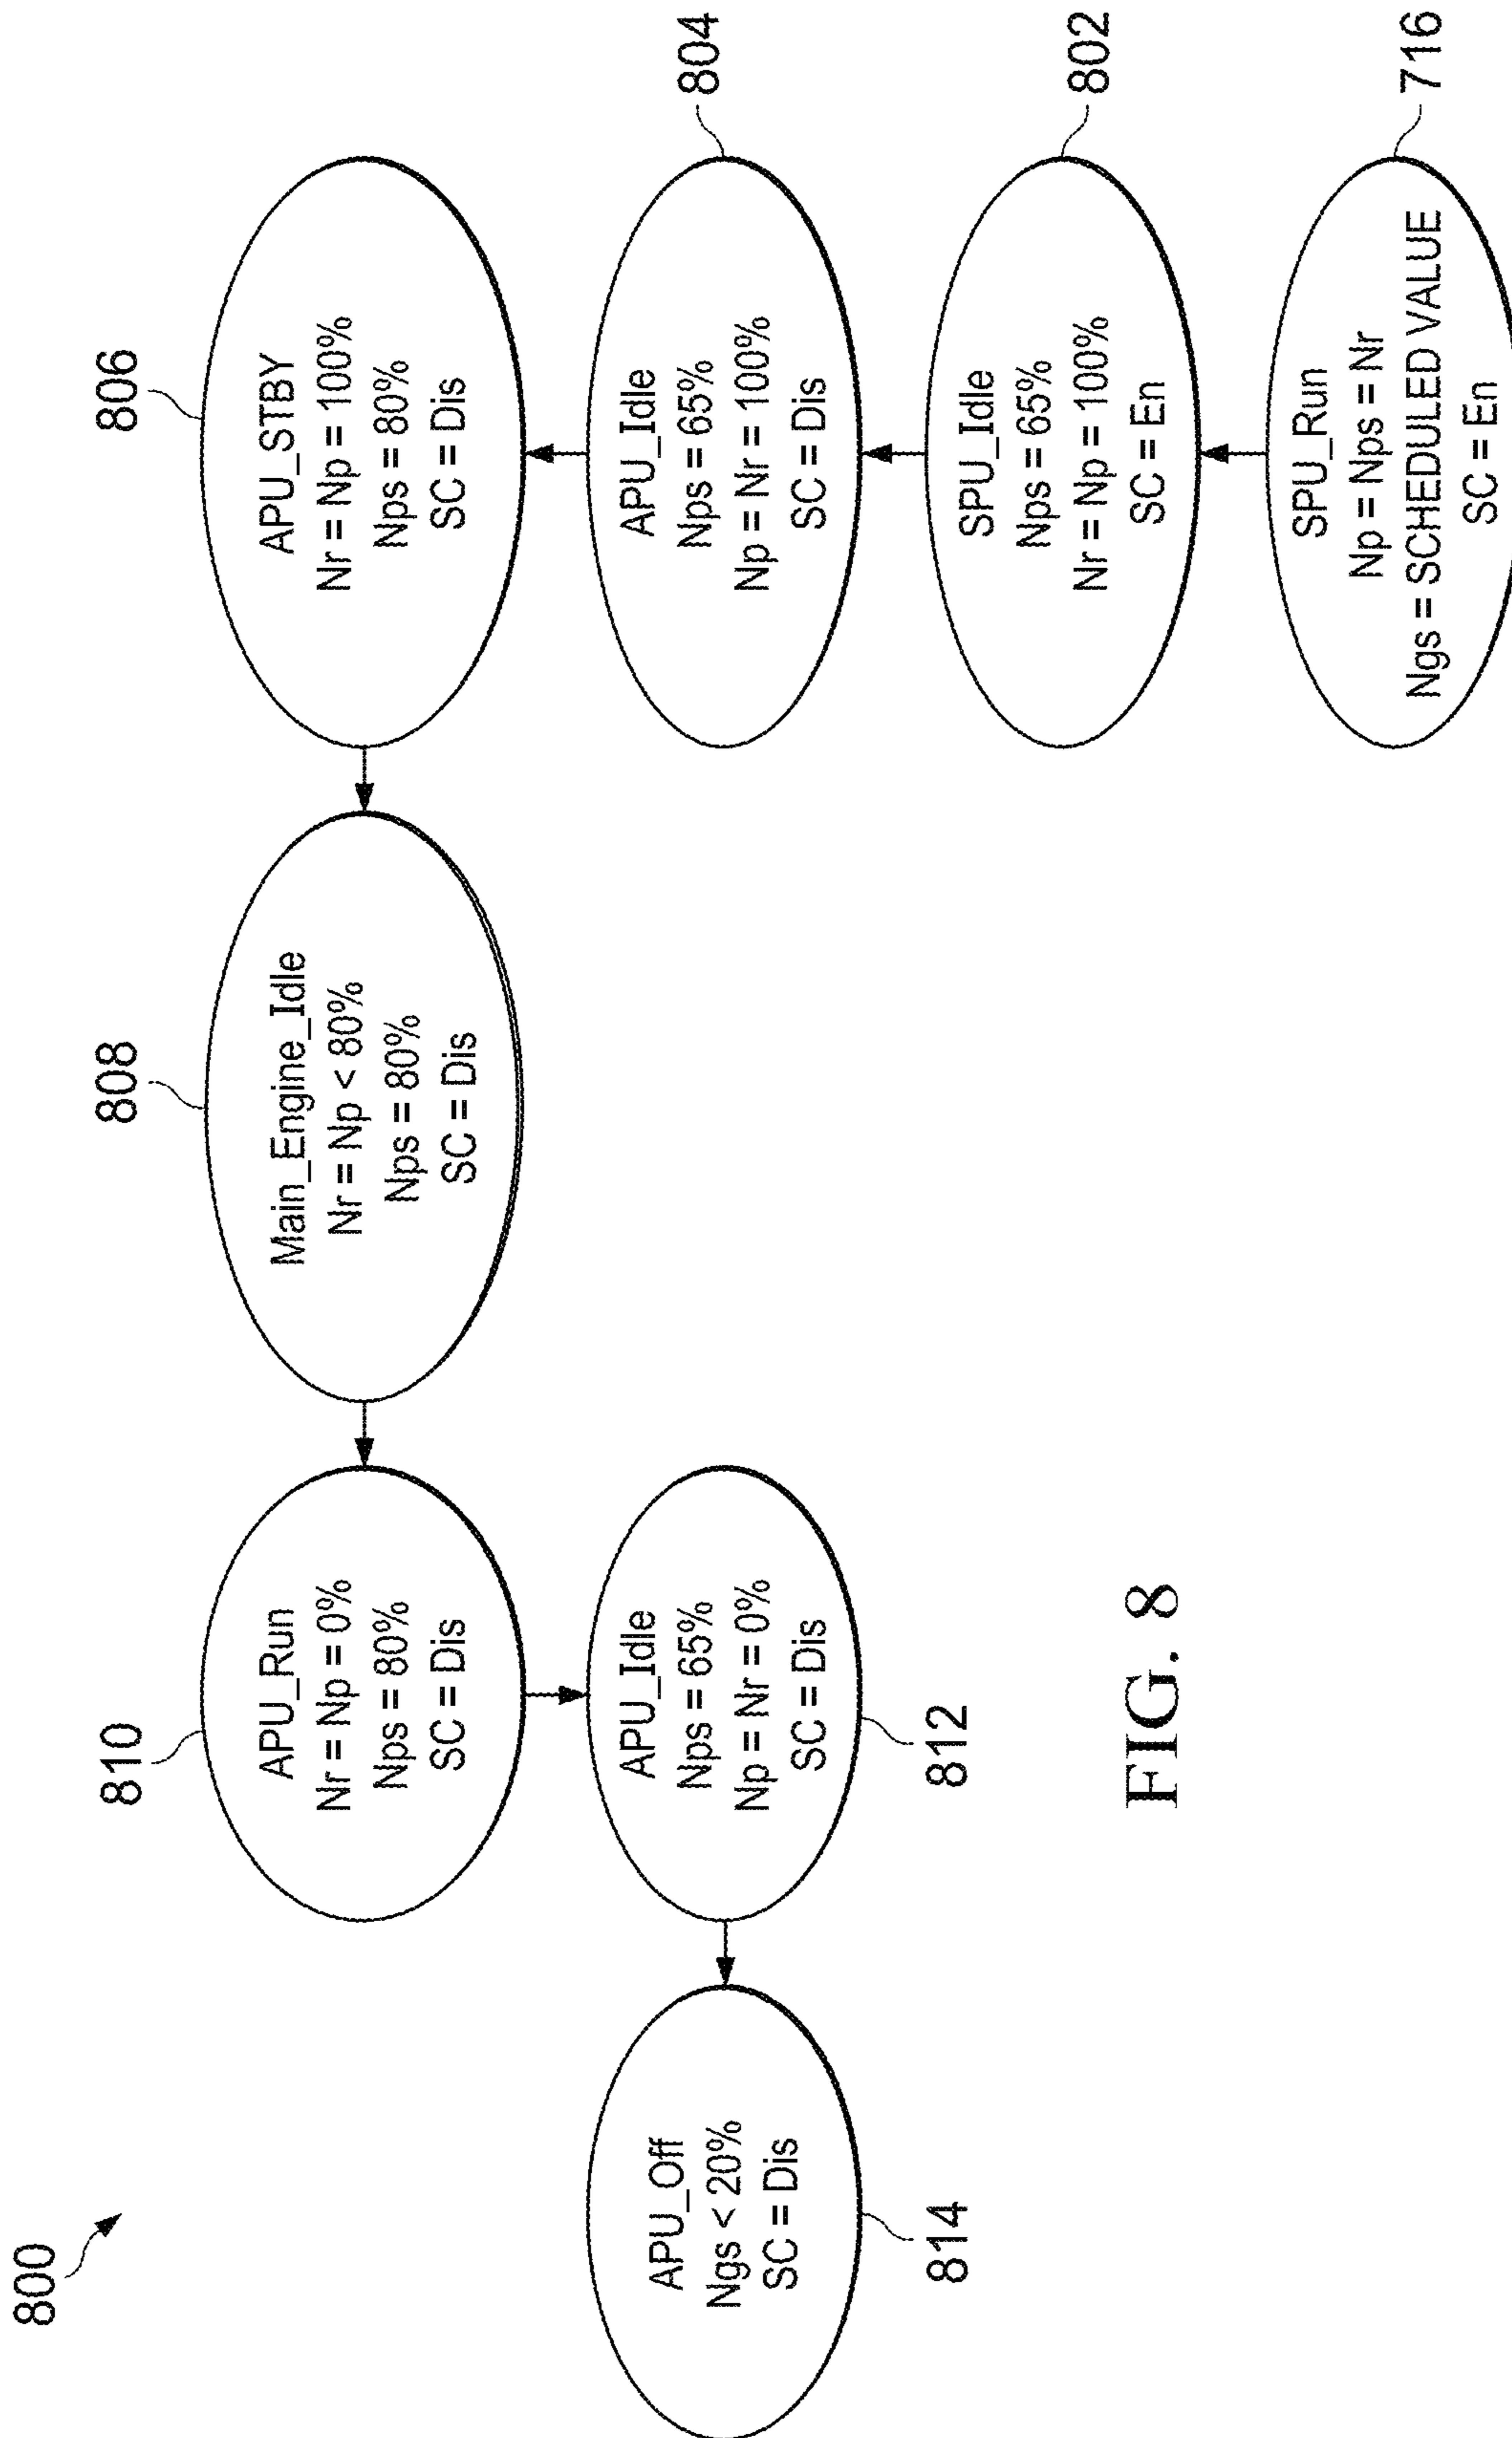 800
810
APU_Run
Nr = Np = 0%
Nps = 80%
SC = Dis
808
Main_Engine_Idle
Nr = Np < 80%
Nps = 80%
SC = Dis
806
APU_STBY
Nr = Np = 100%
Nps = 80%
SC = Dis
APU_Off
Ngs < 20%
SC = Dis
814
APU_Idle
Nps = 65%
Np = Nr = 0%
SC = Dis
812
APU_Idle
Nps = 65%
Np = Nr = 100%
SC = Dis
804
SPU_Idle
Nps = 65%
Nr = Np = 100%
SC = En
802
SPU_Run
Np = Nps = Nr
Ngs = SCHEDULED VALUE
SC = En
716
FIG. 8